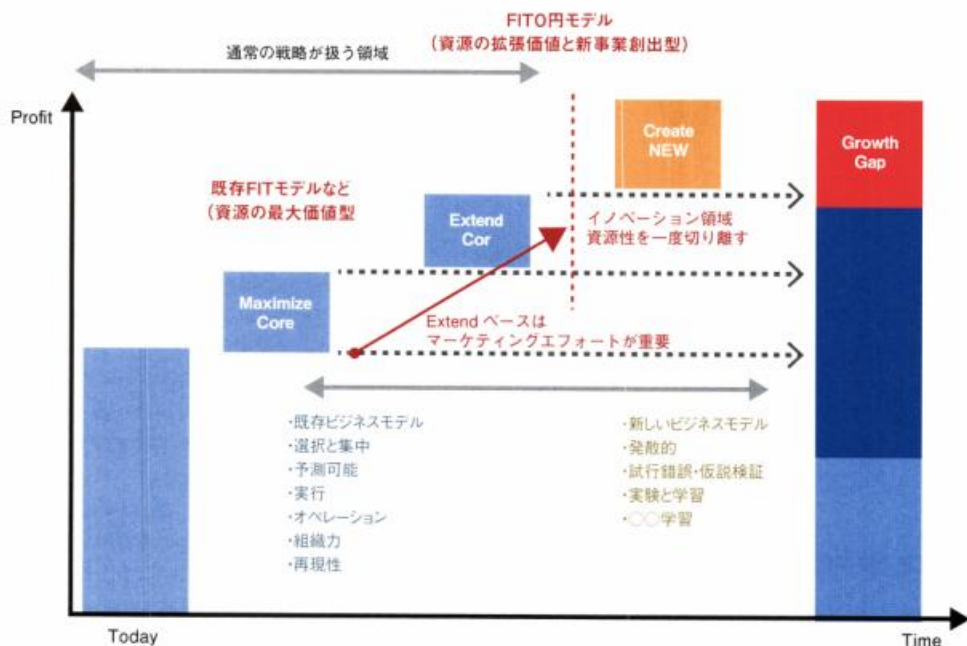 FITO円モデル
(資源の拡張価値と新事業創出型)
通常の戦略が扱う領域
Profit
Create
NEW
Growth
Gap
既存FITモデルなど
(資源の最大価値型
Extend
Cor
イノベーション領域
資源性を一度切り離す
Maximize
Core
Extend ベースは
マーケティングエフォートが重要
・既存ビジネスモデル
・選択と集中
・予測可能
・実行
・オペレーション
・組織力
・再現性
・新しいビジネスモデル
・発散的
・試行錯誤・仮説検証
・実験と学習
・◯◯学習
Today
Time